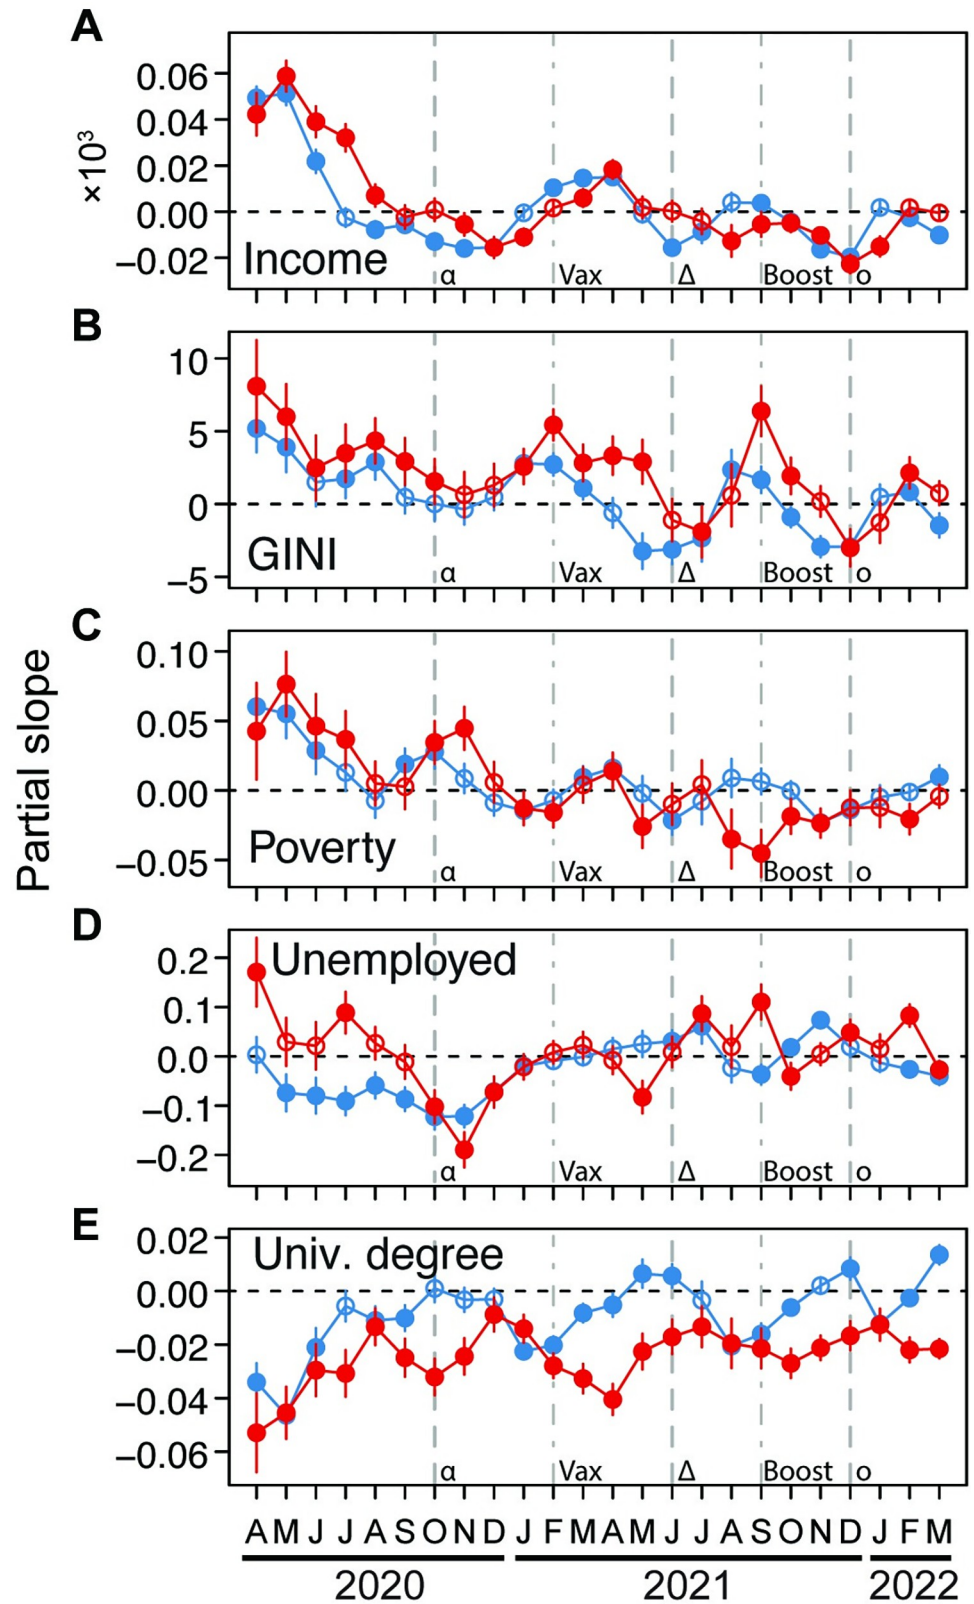 A
0.06
0.04
0.02
0.00
−0.02
×10³
Income
α Vax Δ Boost o
B
10
5
0
−5
GINI
α Vax Δ Boost o
C
0.10
0.05
0.00
−0.05
Partial slope
Poverty
α Vax Δ Boost o
D
0.2
0.1
0.0
−0.1
−0.2
Unemployed
α Vax Δ Boost o
E
0.02
0.00
−0.02
−0.04
−0.06
Univ. degree
α Vax Δ Boost o
A M J J A S O N D J F M A M J J A S O N D J F M
2020 2021 2022